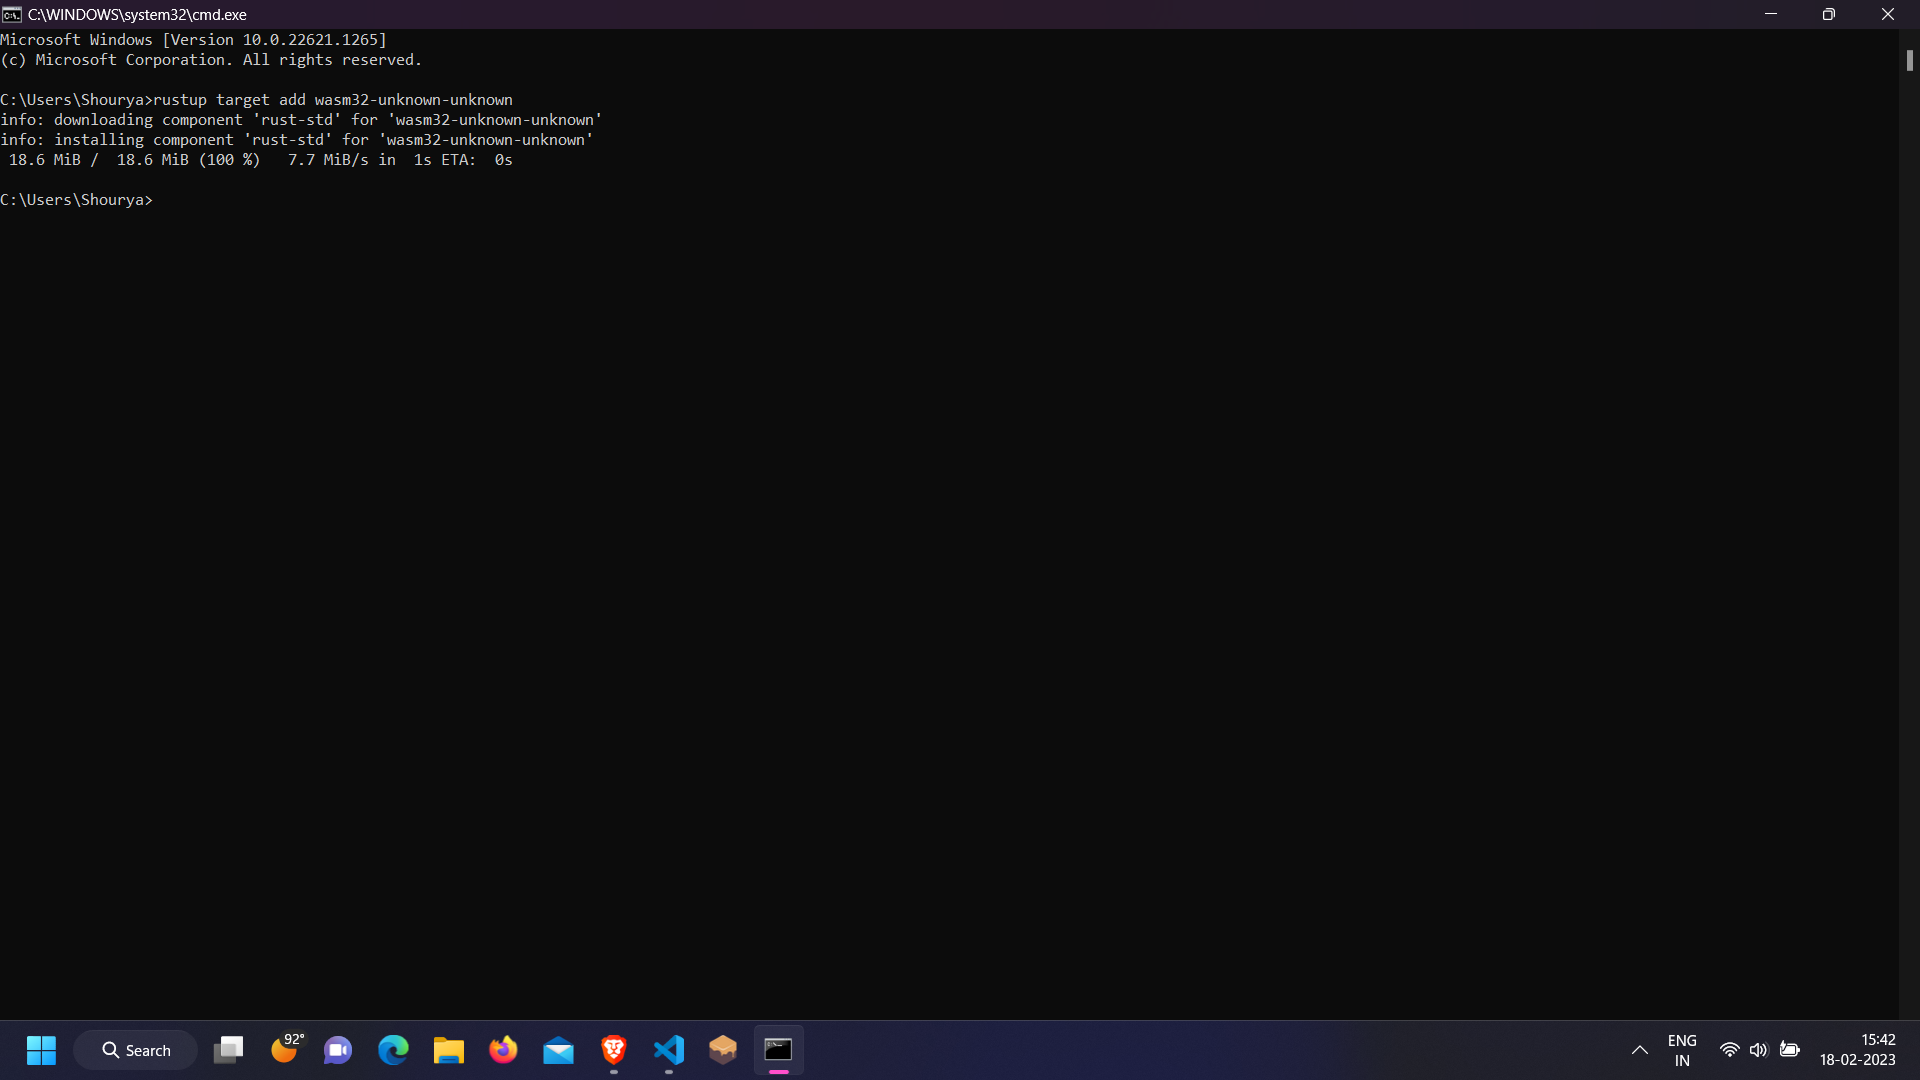 C:\WINDOWS\system32\cmd.exe
Microsoft Windows [Version 10.0.22621.1265]
(c) Microsoft Corporation. All rights reserved.
C:\Users\Shourya>rustup target add wasm32-unknown-unknown
info: downloading component 'rust-std' for 'wasm32-unknown-unknown'
info: installing component 'rust-std' for 'wasm32-unknown-unknown'
18.6 MiB /  18.6 MiB (100 %)   7.7 MiB/s in  1s ETA:  0s
C:\Users\Shourya>
Search
92°
ENG
IN
15:42
18-02-2023